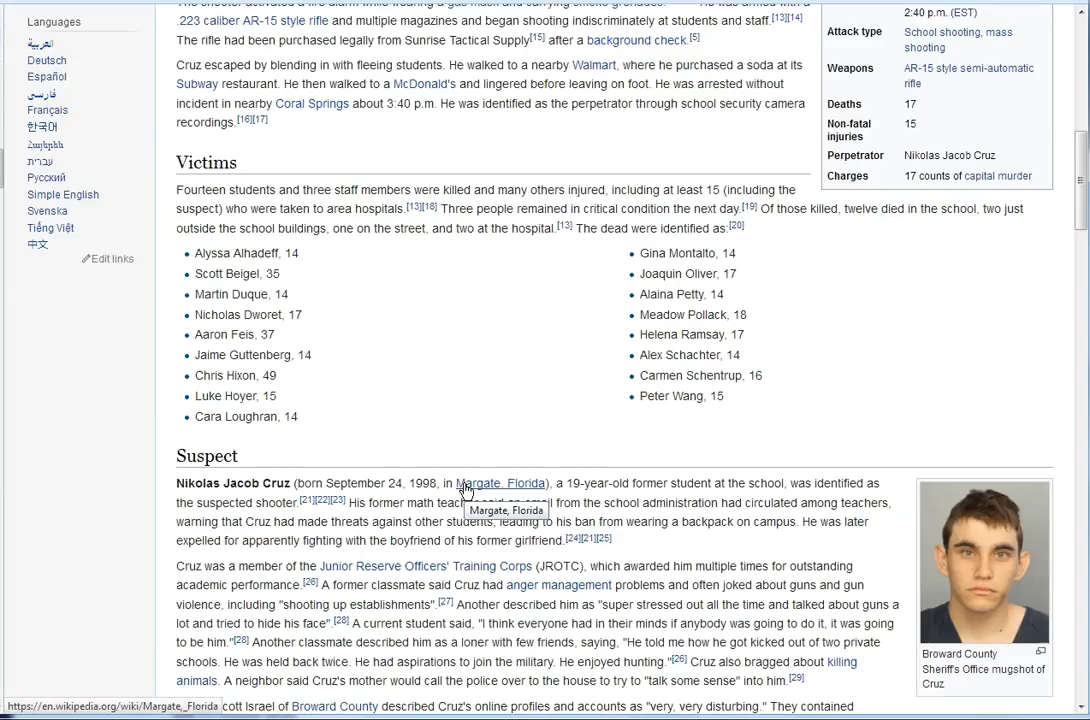 Languages
العربية
Deutsch
Español
فارسی
Français
한국어
Հայերեն
עברית
Русский
Simple English
Svenska
Tiếng Việt
中文
Edit links
.223 caliber AR-15 style rifle and multiple magazines and began shooting indiscriminately at students and staff.[13][14]
The rifle had been purchased legally from Sunrise Tactical Supply[15] after a background check.[5]
Cruz escaped by blending in with fleeing students. He walked to a nearby Walmart, where he purchased a soda at its
Subway restaurant. He then walked to a McDonald's and lingered before leaving on foot. He was arrested without
incident in nearby Coral Springs about 3:40 p.m. He was identified as the perpetrator through school security camera
recordings.[16][17]
2:40 p.m. (EST)
Attack type School shooting, mass
shooting
Weapons AR-15 style semi-automatic
rifle
Deaths 17
Non-fatal 15
injuries
Perpetrator Nikolas Jacob Cruz
Charges 17 counts of capital murder
Victims
Fourteen students and three staff members were killed and many others injured, including at least 15 (including the
suspect) who were taken to area hospitals.[13][18] Three people remained in critical condition the next day.[19] Of those killed, twelve died in the school, two just
outside the school buildings, one on the street, and two at the hospital.[13] The dead were identified as:[20]
Alyssa Alhadeff, 14
Scott Beigel, 35
Martin Duque, 14
Nicholas Dworet, 17
Aaron Feis, 37
Jaime Guttenberg, 14
Chris Hixon, 49
Luke Hoyer, 15
Cara Loughran, 14
Gina Montalto, 14
Joaquin Oliver, 17
Alaina Petty, 14
Meadow Pollack, 18
Helena Ramsay, 17
Alex Schachter, 14
Carmen Schentrup, 16
Peter Wang, 15
Suspect
Nikolas Jacob Cruz (born September 24, 1998, in Margate, Florida), a 19-year-old former student at the school, was identified as
the suspected shooter.[21][22][23] His former math from the school administration had circulated among teachers,
Margate, Florida
warning that Cruz had made threats against other students, leading to his ban from wearing a backpack on campus. He was later
expelled for apparently fighting with the boyfriend of his former girlfriend.[24][21][25]
Cruz was a member of the Junior Reserve Officers' Training Corps (JROTC), which awarded him multiple times for outstanding
academic performance.[26] A former classmate said Cruz had anger management problems and often joked about guns and gun
violence, including "shooting up establishments".[27] Another described him as "super stressed out all the time and talked about guns a
lot and tried to hide his face".[28] A current student said, "I think everyone had in their minds if anybody was going to do it, it was going
to be him."[28] Another classmate described him as a loner with few friends, saying, "He told me how he got kicked out of two private
schools. He was held back twice. He had aspirations to join the military. He enjoyed hunting."[26] Cruz also bragged about killing
animals. A neighbor said Cruz's mother would call the police over to the house to try to "talk some sense" into him.[29]
cott Israel of Broward County described Cruz's online profiles and accounts as "very, very disturbing." They contained
Broward County
Sheriff's Office mugshot of
Cruz
https://en.wikipedia.org/wiki/Margate,_Florida